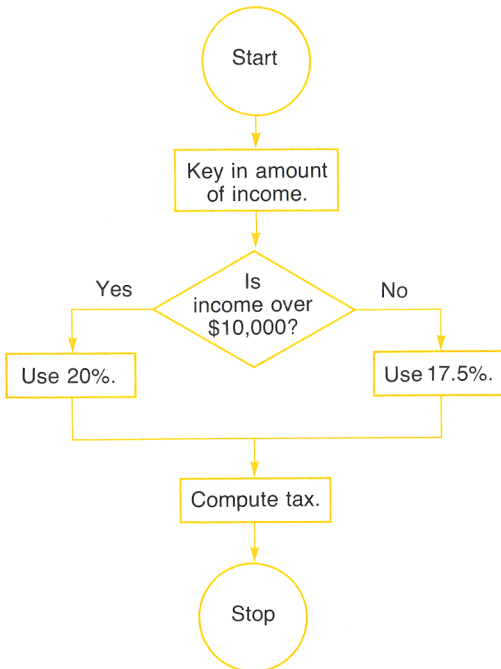 Start
Key in amount
of income.
Is
income over
$10,000?
Yes
No
Use 20%.
Use 17.5%.
Compute tax.
Stop